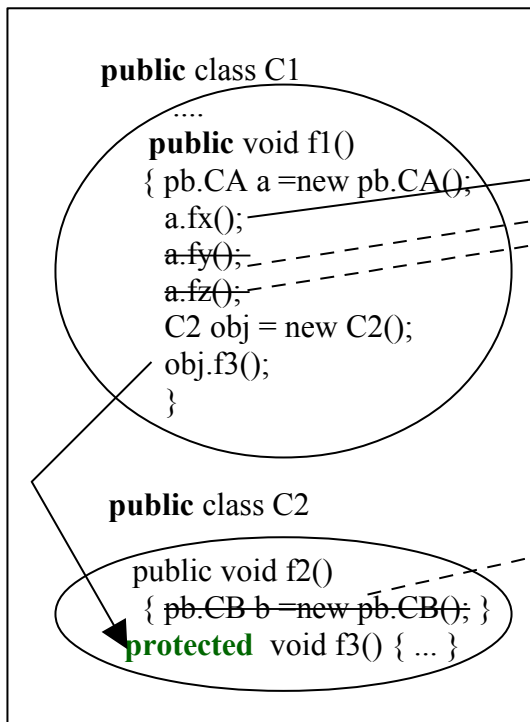 public class C1
....
public void f1()
{ pb.CA a =new pb.CA();
a.fx();
a.fy();
a.fz();
C2 obj = new C2();
obj.f3();
}
public class C2
public void f2()
{ pb.CB b =new pb.CB(); }
protected void f3() { ... }